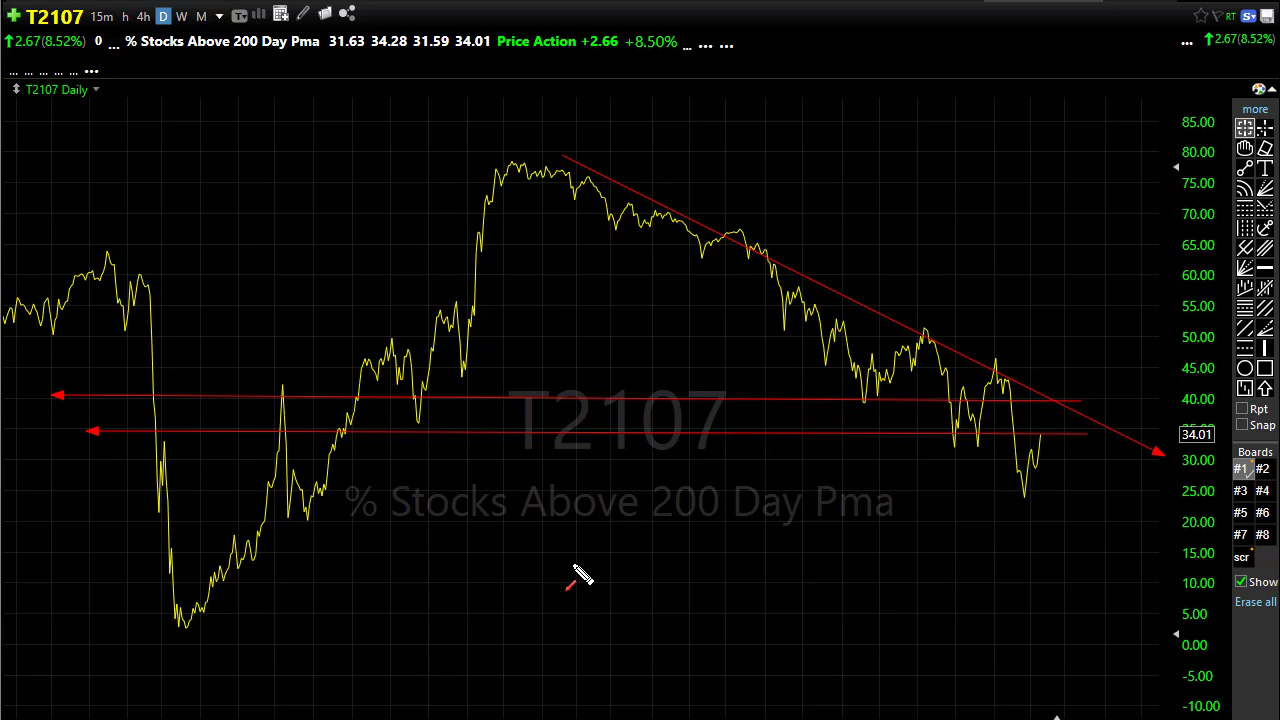 T2107 15m h 4h D W M T RT S
2.67(8.52%) 0 ... % Stocks Above 200 Day Pma 31.63 34.28 31.59 34.01 Price Action +2.66 +8.50% ... ... ... ... 2.67(8.52%)
... ... ... ... ... ...
T2107 Daily
more
85.00
80.00
75.00
70.00
65.00
60.00
55.00
50.00
45.00
40.00
34.01
30.00
25.00
20.00
15.00
10.00
5.00
0.00
-5.00
-10.00
T2107
% Stocks Above 200 Day Pma
T
Rpt
Snap
Boards
#1 #2
#3 #4
#5 #6
#7 #8
scr
Show
Erase all